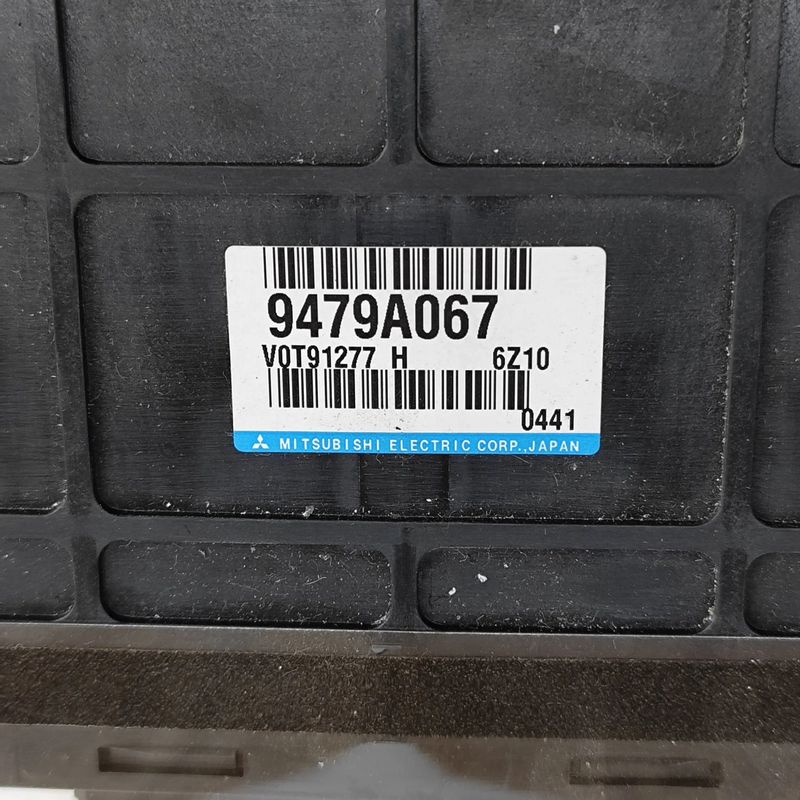 9479A067
V0T91277 H 6Z10
0441
MITSUBISHI ELECTRIC CORP.,JAPAN